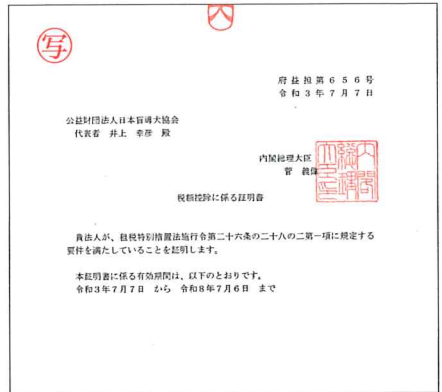 写
府益担第656号
令和3年7月7日
公益財団法人日本盲導犬協会
代表者 井上 幸彦 殿
内閣総理大臣
菅 義偉
税額控除に係る証明書
貴法人が、租税特別措置法施行令第二十六条の二十八の二第一項に規定する
要件を満たしていることを証明します。
本証明書に係る有効期間は、以下のとおりです。
令和3年7月7日 から 令和8年7月6日 まで